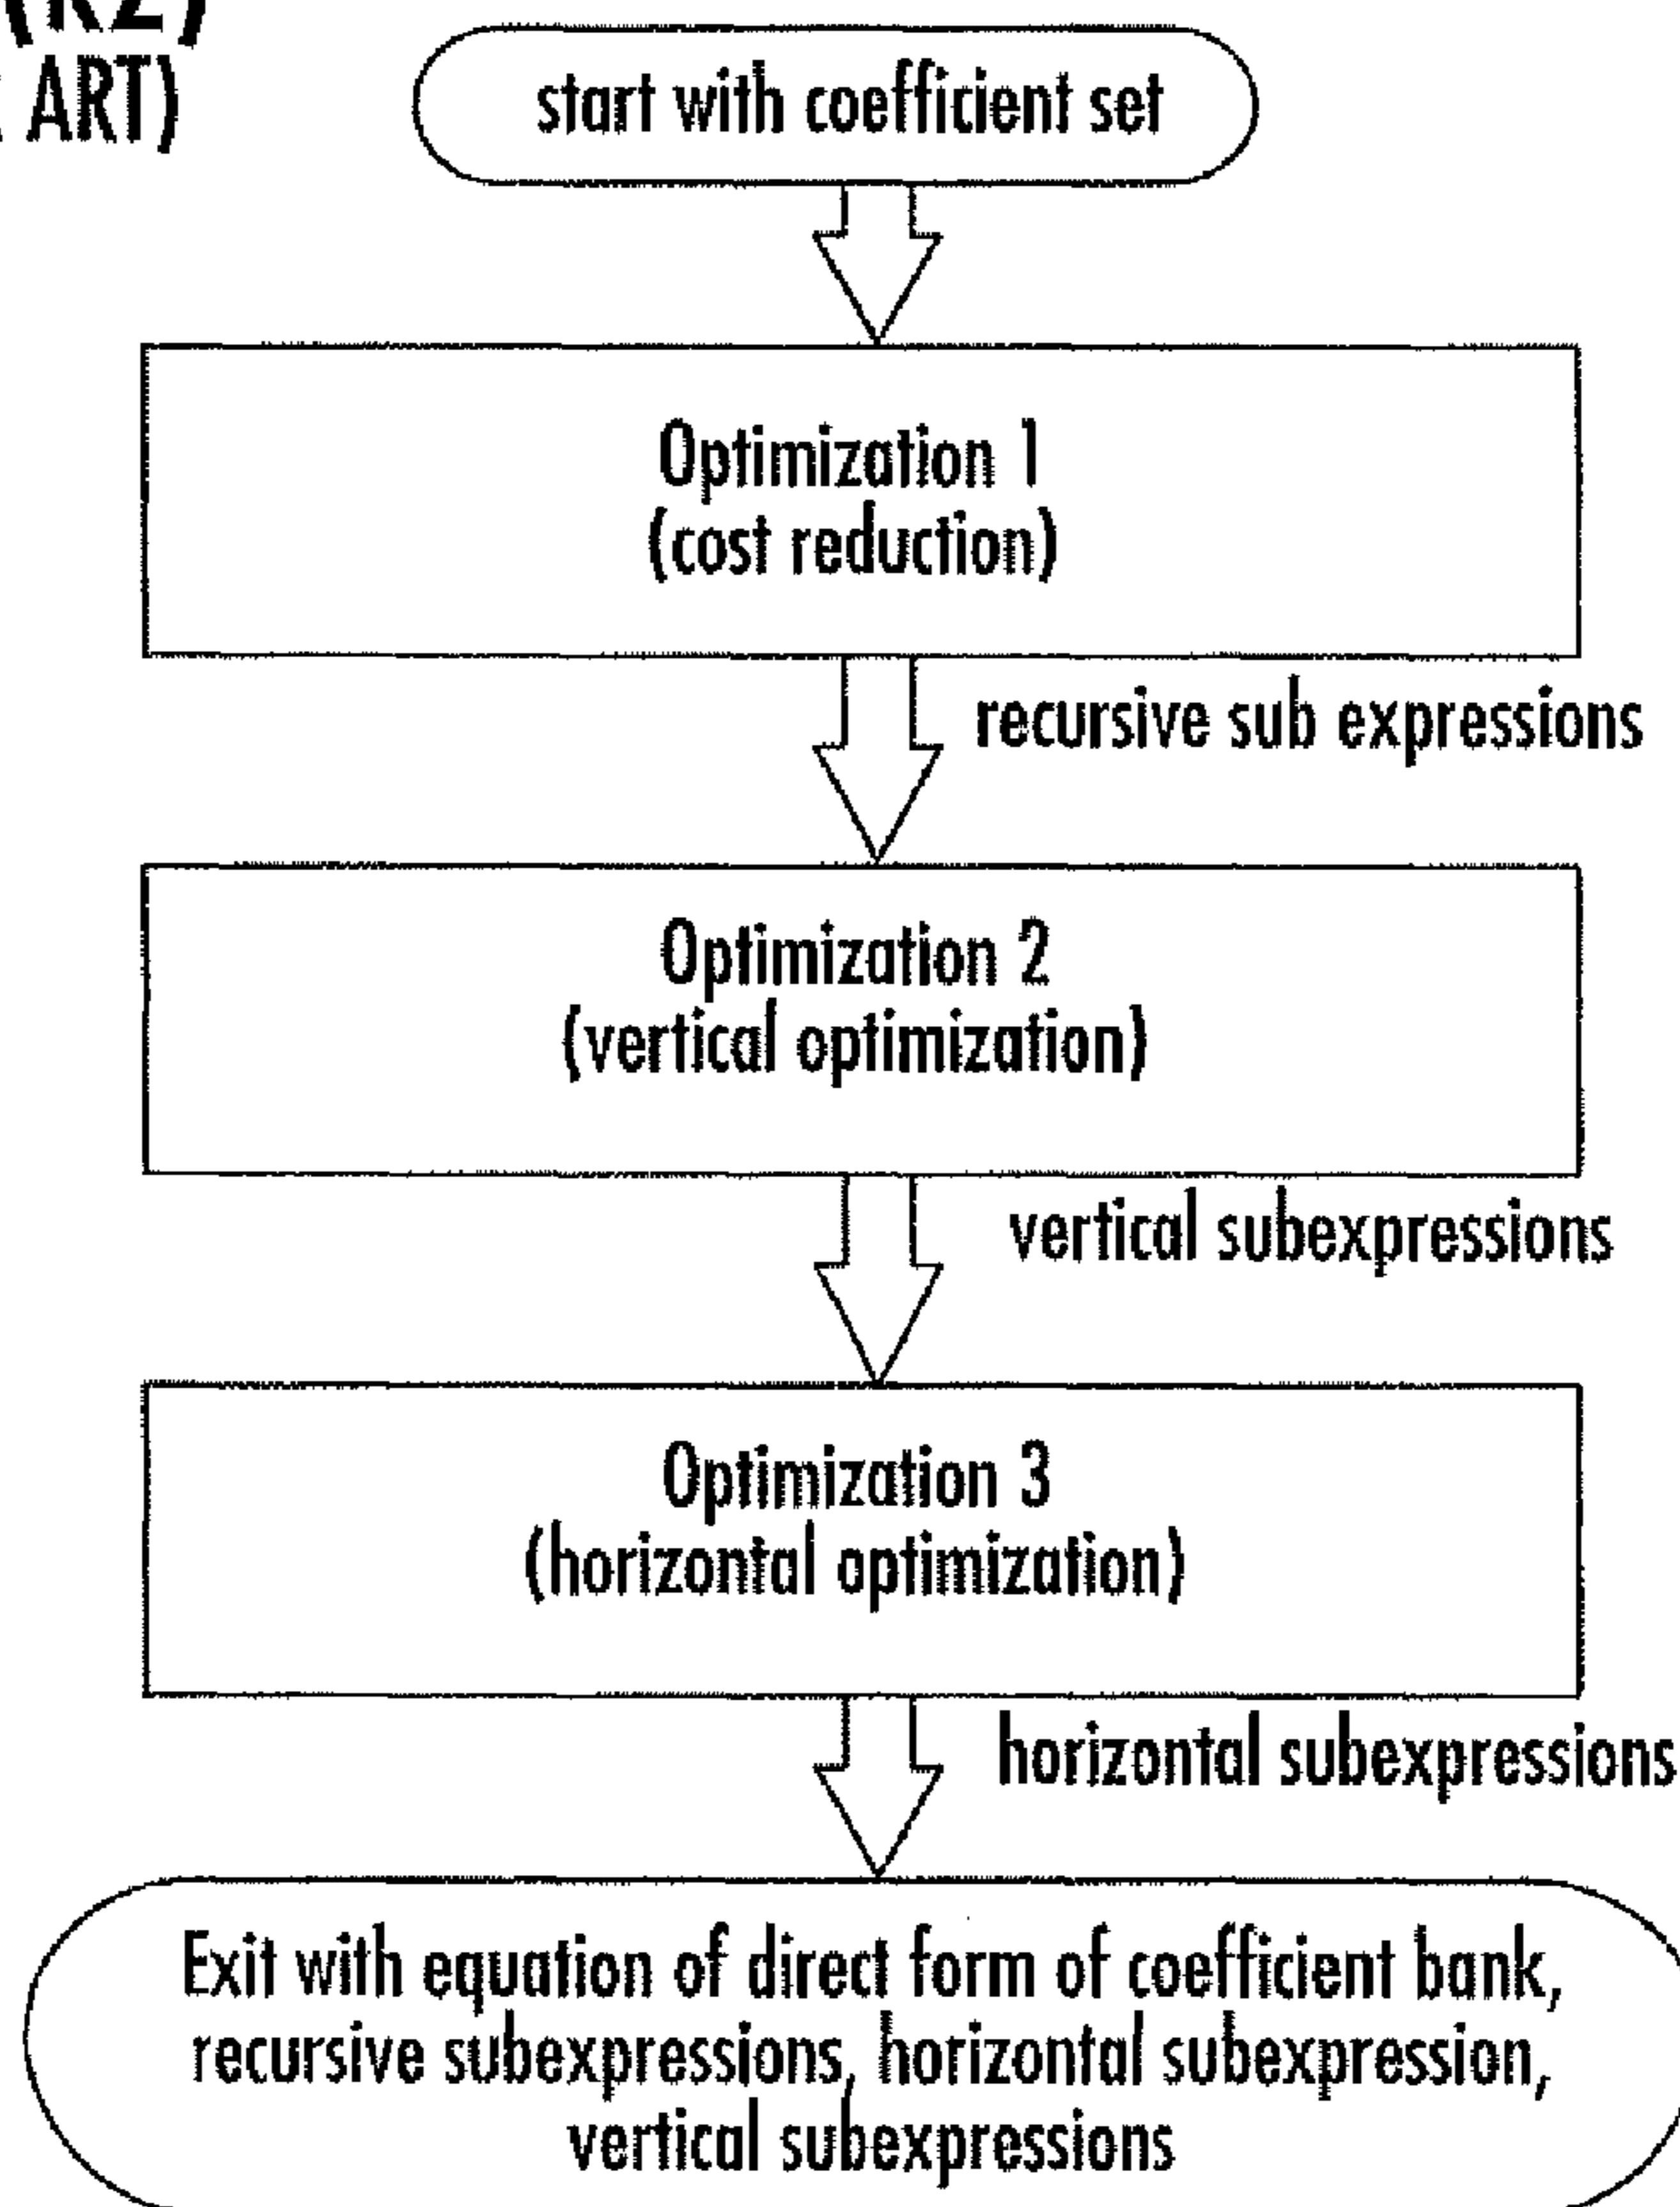 ART)
start with coefficient set
Optimization 1
(cost reduction)
recursive sub expressions
Optimization 2
(vertical optimization)
vertical subexpressions
Optimization 3
(horizontal optimization)
horizontal subexpressions
Exit with equation of direct form of coefficient bank,
recursive subexpressions, horizontal subexpression,
vertical subexpressions